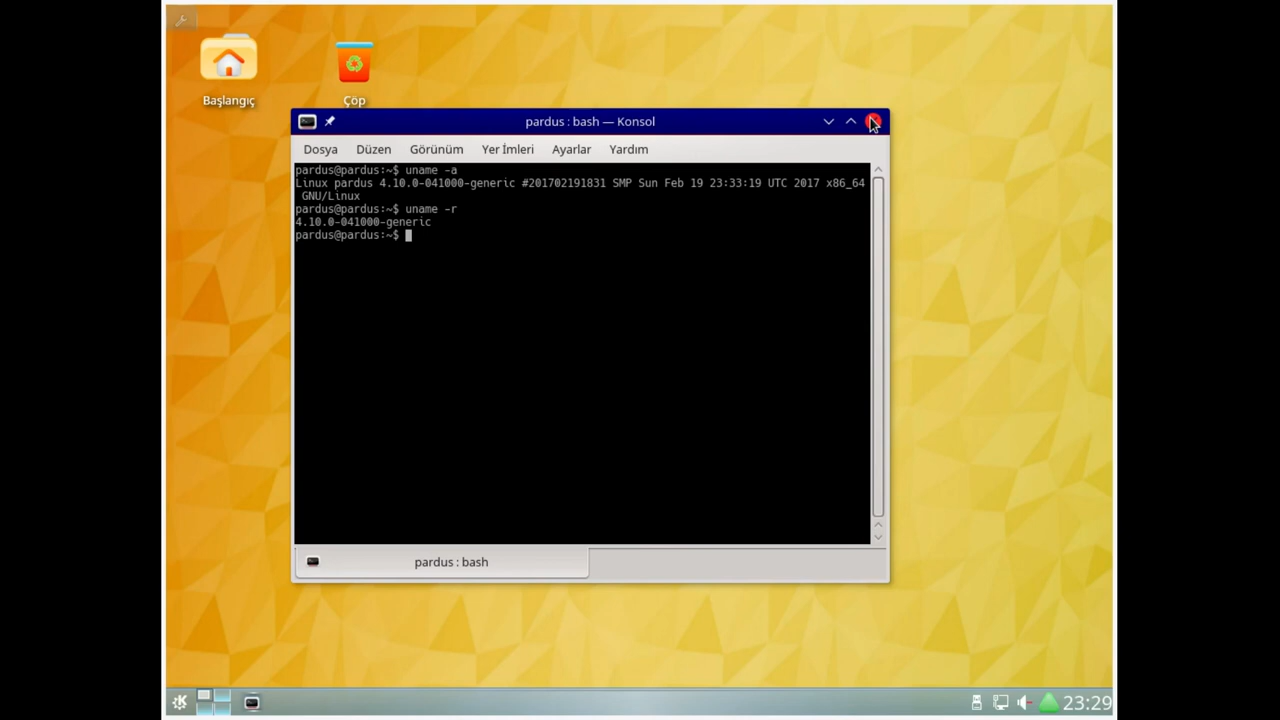 Başlangıç
Çöp
pardus : bash — Konsol
Dosya Düzen Görünüm Yer İmleri Ayarlar Yardım
pardus@pardus:~$ uname -a
Linux pardus 4.10.0-041000-generic #201702191831 SMP Sun Feb 19 23:33:19 UTC 2017 x86_64
GNU/Linux
pardus@pardus:~$ uname -r
4.10.0-041000-generic
pardus@pardus:~$
pardus : bash
23:29